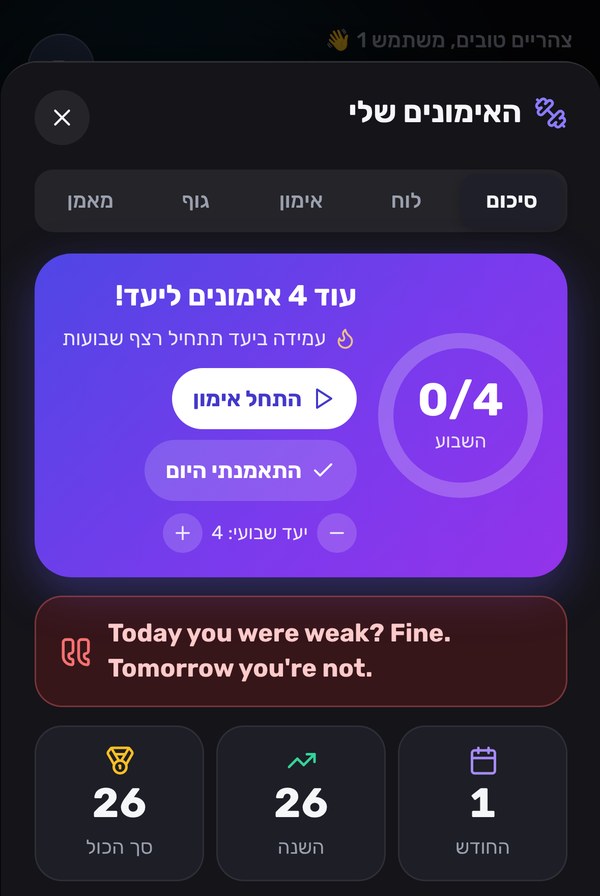 צהריים טובים, משתמש 1 👋
האימונים שלי
סיכום
לוח
אימון
גוף
מאמן
עוד 4 אימונים ליעד!
עמידה ביעד תתחיל רצף שבועות
0/4
השבוע
התחל אימון
התאמנתי היום
יעד שבועי: 4
Today you were weak? Fine.
Tomorrow you're not.
1
החודש
26
השנה
26
סך הכול